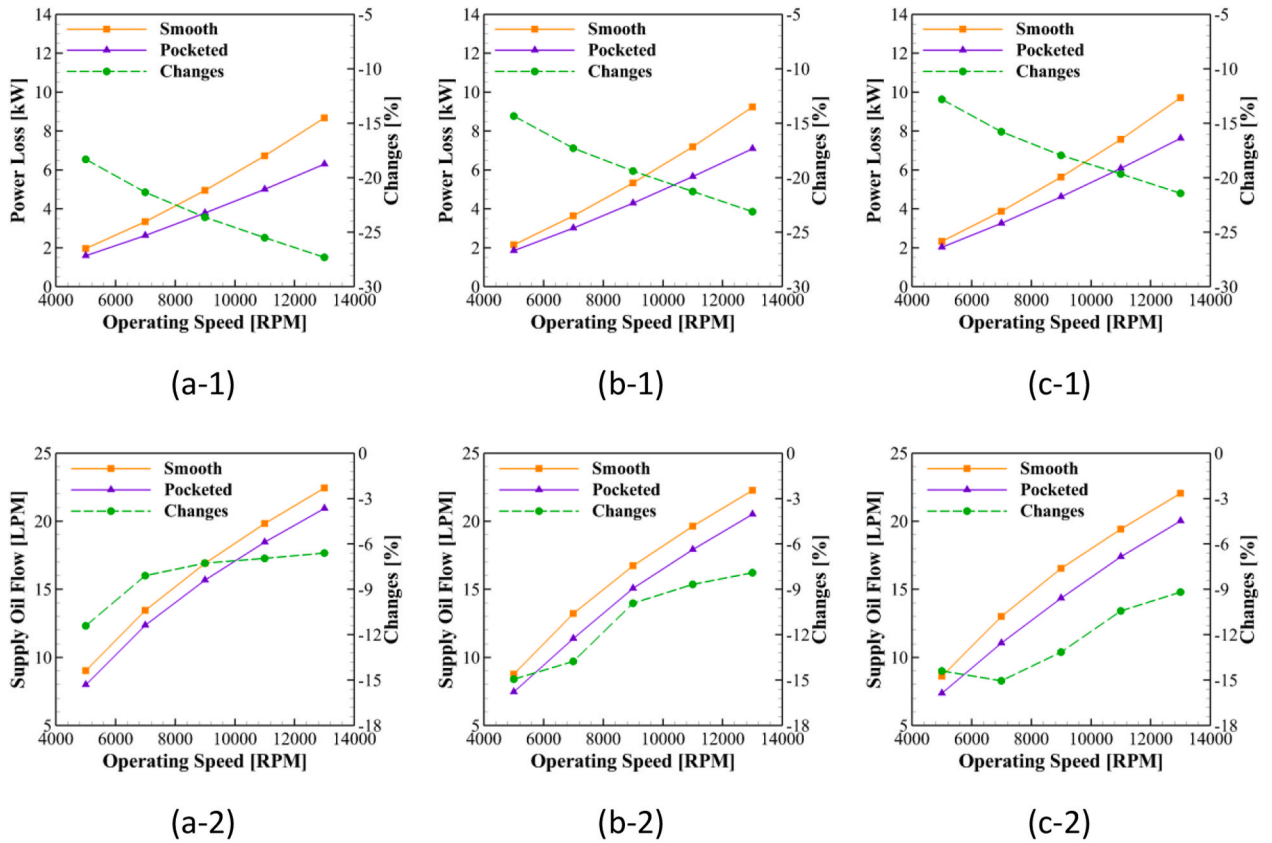 14
12
10
8
6
4
2
0
Power Loss [kW]
Smooth
Pocketed
Changes
-5
-10
-15
-20
-25
-30
Changes [%]
4000 6000 8000 10000 12000 14000
Operating Speed [RPM]
(a-1)
14
12
10
8
6
4
2
0
Power Loss [kW]
Smooth
Pocketed
Changes
-5
-10
-15
-20
-25
-30
Changes [%]
4000 6000 8000 10000 12000 14000
Operating Speed [RPM]
(b-1)
14
12
10
8
6
4
2
0
Power Loss [kW]
Smooth
Pocketed
Changes
-5
-10
-15
-20
-25
-30
Changes [%]
4000 6000 8000 10000 12000 14000
Operating Speed [RPM]
(c-1)
25
20
15
10
5
Supply Oil Flow [LPM]
Smooth
Pocketed
Changes
0
-3
-6
-9
-12
-15
-18
Changes [%]
4000 6000 8000 10000 12000 14000
Operating Speed [RPM]
(a-2)
25
20
15
10
5
Supply Oil Flow [LPM]
Smooth
Pocketed
Changes
0
-3
-6
-9
-12
-15
-18
Changes [%]
4000 6000 8000 10000 12000 14000
Operating Speed [RPM]
(b-2)
25
20
15
10
5
Supply Oil Flow [LPM]
Smooth
Pocketed
Changes
0
-3
-6
-9
-12
-15
-18
Changes [%]
4000 6000 8000 10000 12000 14000
Operating Speed [RPM]
(c-2)